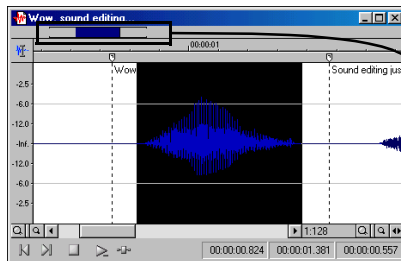 Wow, sound editing...
00:00:01
Wow
Sound editing jus
-2.5-
-6.0-
-12.0-
-Inf.-
-12.0-
-6.0-
-2.5-
1:128
00:00:00.824 00:00:01.381 00:00:00.557